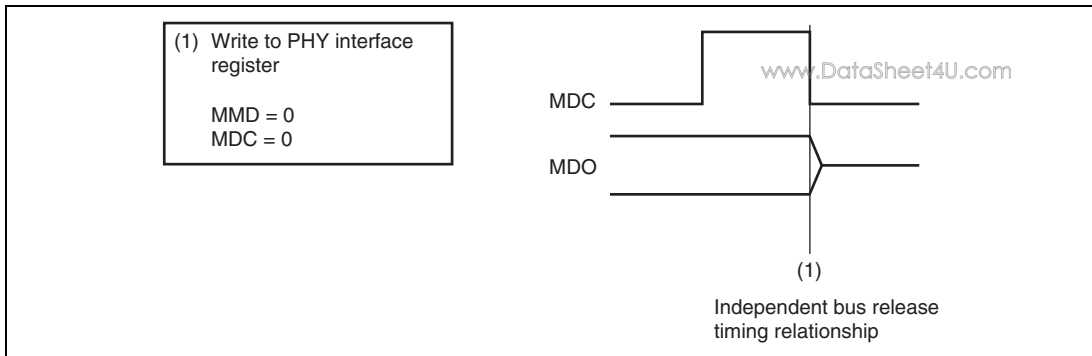 (1) Write to PHY interface
register
MMD = 0
MDC = 0
www.DataSheet4U.com
MDC
MDO
(1)
Independent bus release
timing relationship